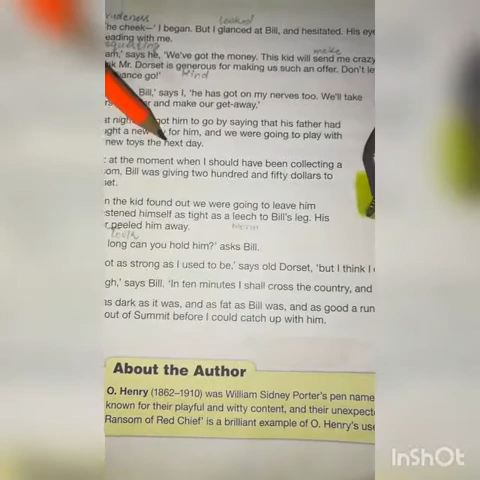 rudeness looked
he cheek—' I began. But I glanced at Bill, and hesitated. His eye
eading with me.
make
am,' says he, 'We've got the money. This kid will send me crazy
k Mr. Dorset is generous for making us such an offer. Don't le
ance go!' kind
Bill,' says I, 'he has got on my nerves too. We'll take
and make our get-away.'
at nigh ot him to go by saying that his father had
ght a new for him, and we were going to play with
new toys the next day.
at the moment when I should have been collecting a
om, Bill was giving two hundred and fifty dollars to
set.
n the kid found out we were going to leave him
stened himself as tight as a leech to Bill's leg. His
r peeled him away.
long can you hold him?' asks Bill.
ot as strong as I used to be,' says old Dorset, 'but I think I
gh,' says Bill. 'In ten minutes I shall cross the country, and
as dark as it was, and as fat as Bill was, and as good a run
out of Summit before I could catch up with him.
About the Author
O. Henry (1862–1910) was William Sidney Porter's pen name
known for their playful and witty content, and their unexpect
Ransom of Red Chief' is a brilliant example of O. Henry's use
InShOt